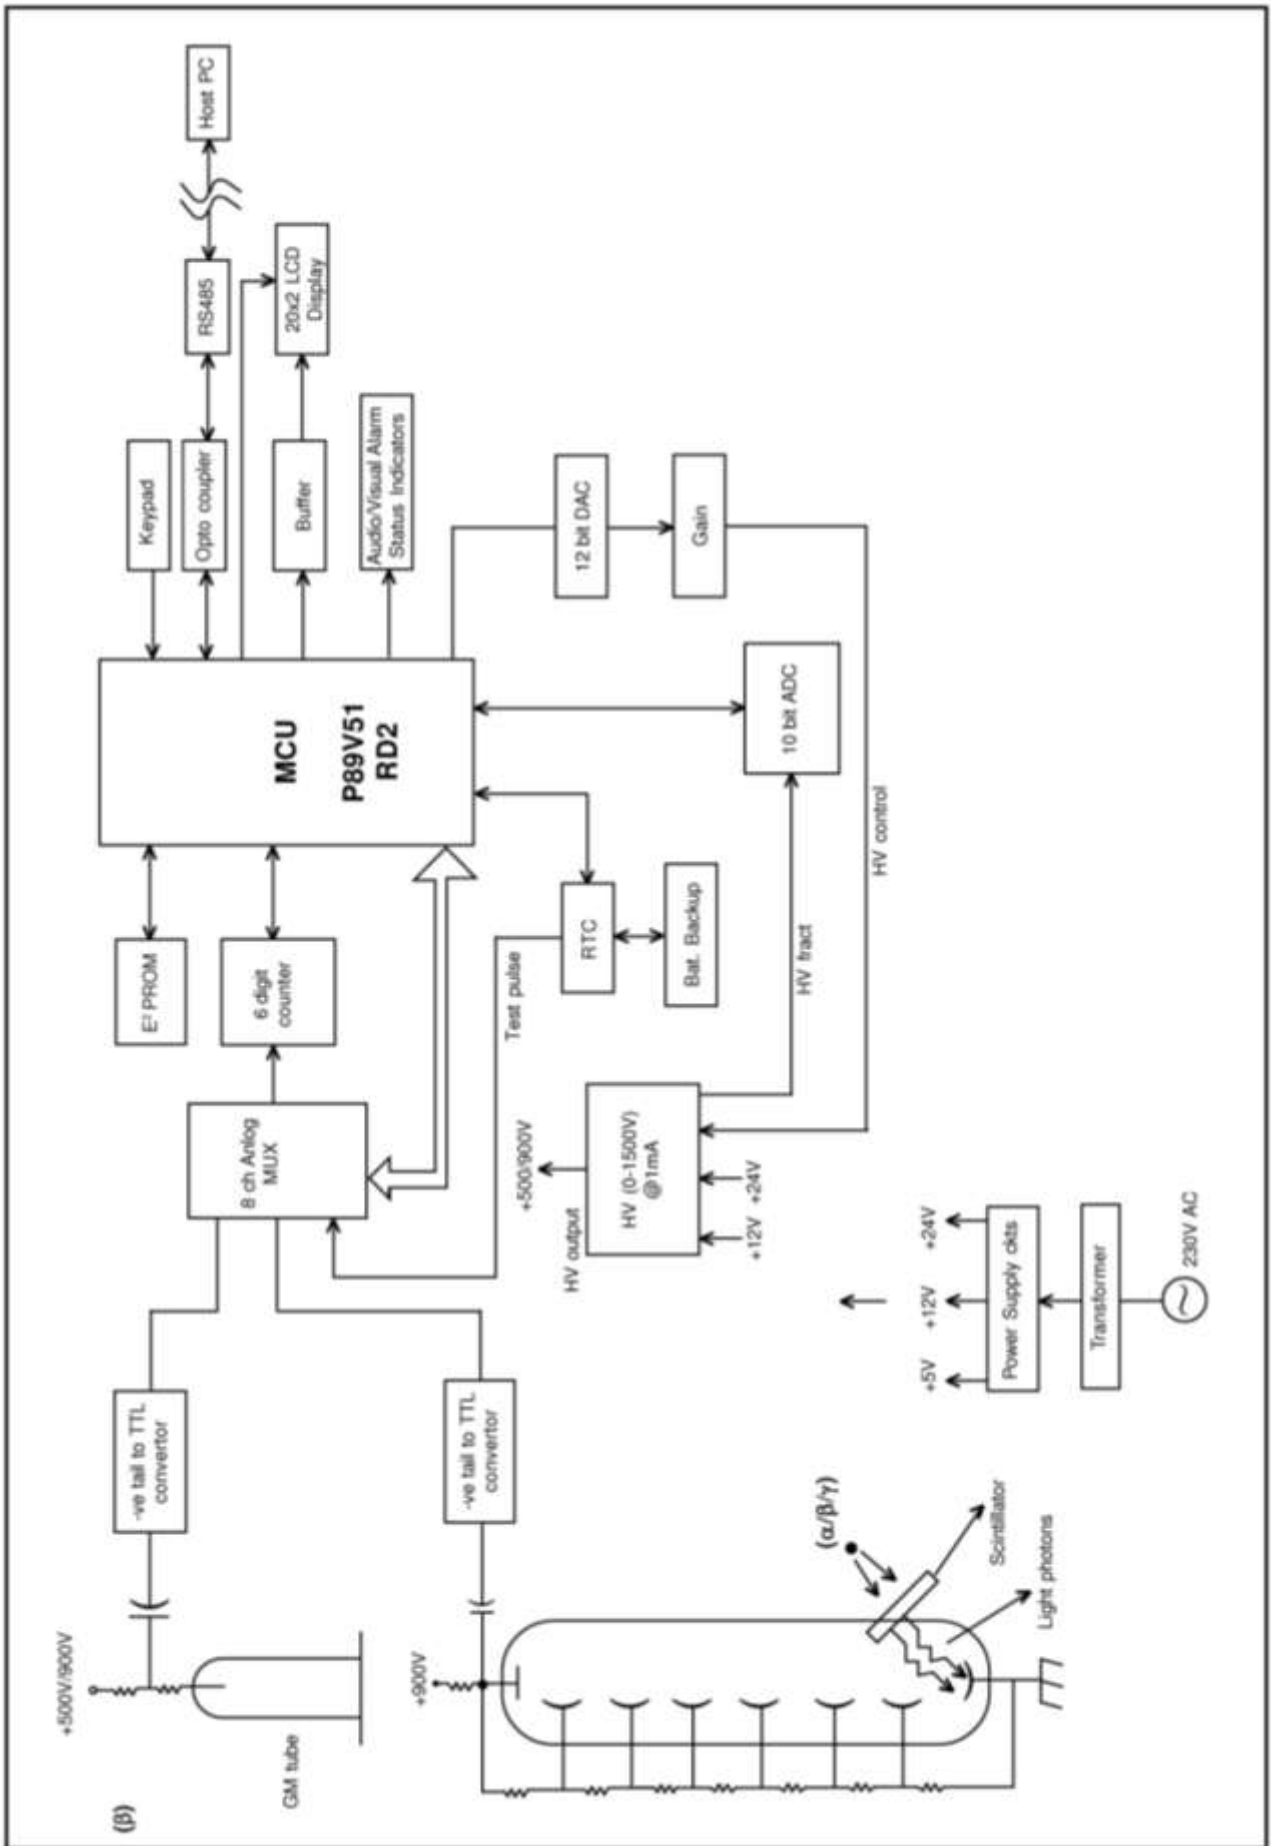 (β)
+500V/900V
GM tube
-ve tail to TTL
convertor
+900V
-ve tail to TTL
convertor
(α/β/γ)
Scintillator
Light photons
8 ch Anlog
MUX
E² PROM
6 digit
counter
Test pulse
MCU
P89V51
RD2
Keypad
Opto coupler
RS485
Host PC
Buffer
20x2 LCD
Display
Audio/Visual Alarm
Status Indicators
12 bit DAC
Gain
10 bit ADC
RTC
Bat. Backup
HV tract
HV control
HV output
+500/900V
HV (0-1500V)
@1mA
+12V
+24V
+5V
+12V
+24V
Power Supply ckts
Transformer
230V AC